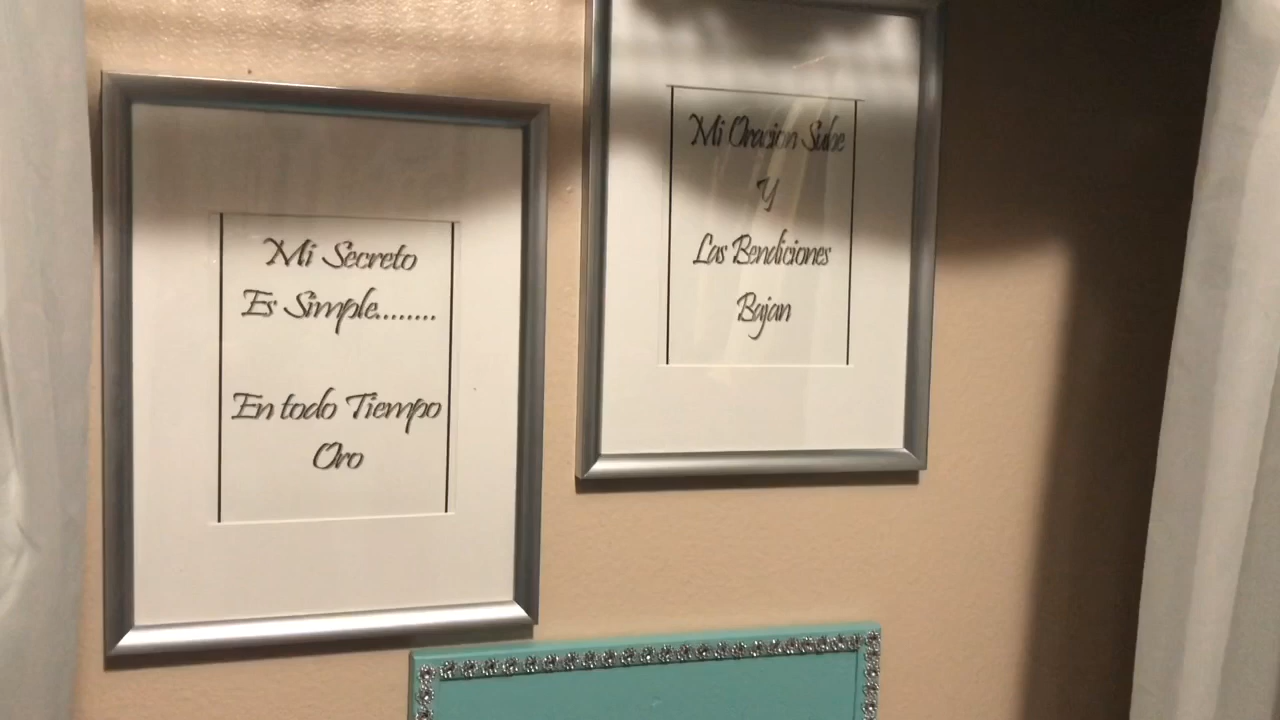 Mi Secreto
Es Simple........
En todo Tiempo
Oro
Mi Oracion Sube
Y
Las Bendiciones
Bajan